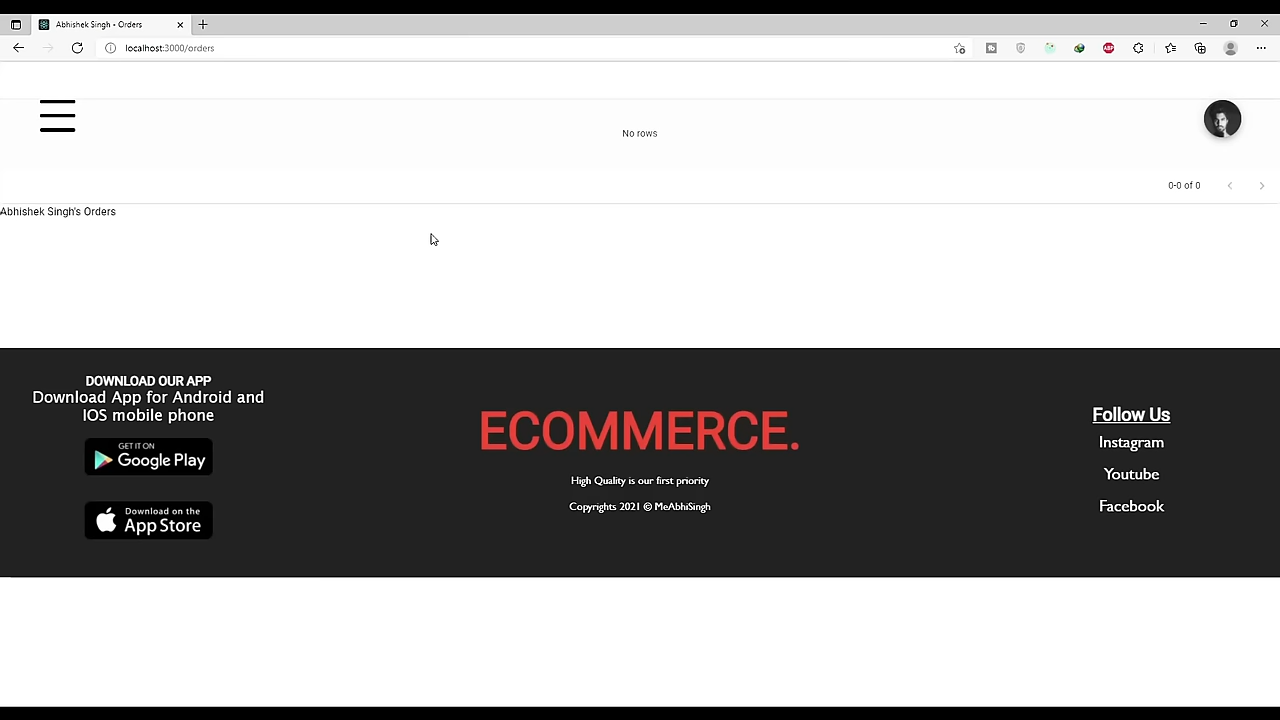 Abhishek Singh - Orders
localhost:3000/orders
ABP
No rows
0-0 of 0
Abhishek Singh's Orders
DOWNLOAD OUR APP
Download App for Android and
IOS mobile phone
GET IT ON
Google Play
Download on the
App Store
ECOMMERCE.
High Quality is our first priority
Copyrights 2021 © MeAbhiSingh
Follow Us
Instagram
Youtube
Facebook